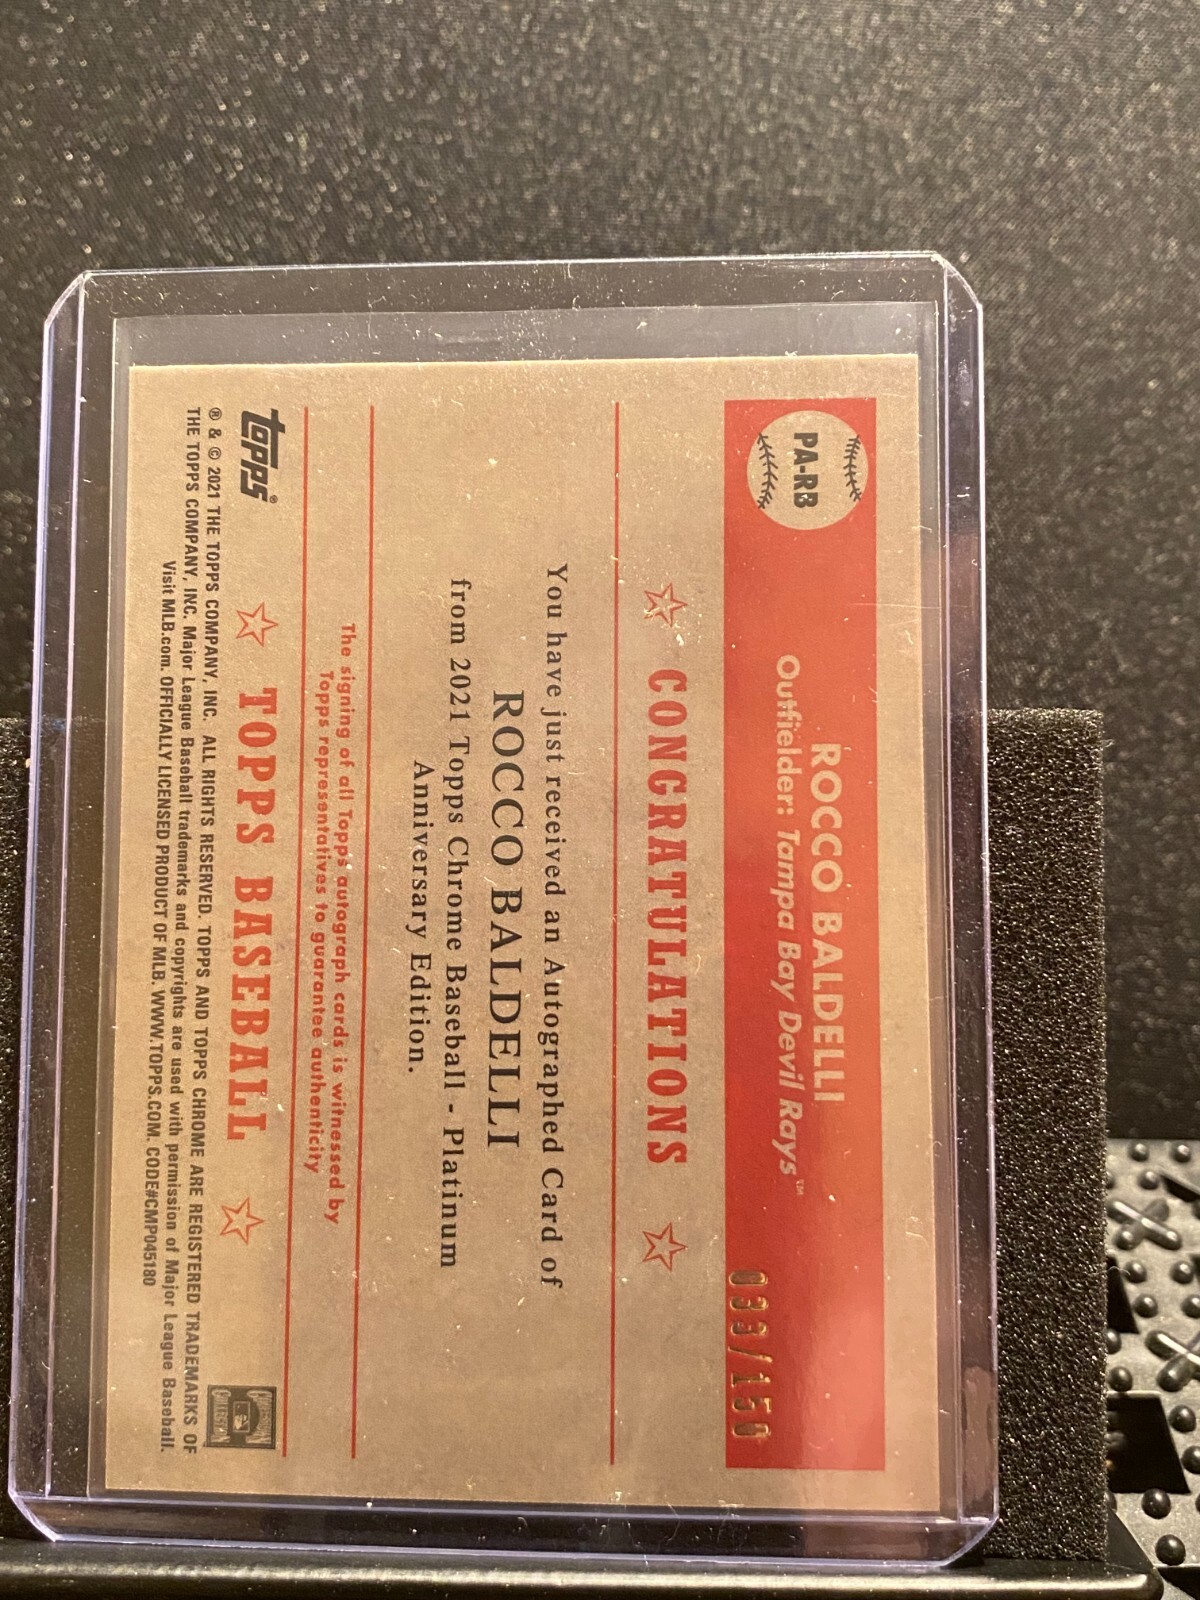 PA-RB
ROCCO BALDELLI
Outfielder: Tampa Bay Devil Rays™
033/150
CONGRATULATIONS
You have just received an Autographed Card of
ROCCO BALDELLI
from 2021 Topps Chrome Baseball - Platinum
Anniversary Edition.
The signing of all Topps autograph cards is witnessed by
Topps representatives to guarantee authenticity
topps®
TOPPS BASEBALL
COOPERSTOWN
COLLECTION
® & © 2021 THE TOPPS COMPANY, INC. ALL RIGHTS RESERVED. TOPPS AND TOPPS CHROME ARE REGISTERED TRADEMARKS OF
THE TOPPS COMPANY, INC. Major League Baseball trademarks and copyrights are used with permission of Major League Baseball.
Visit MLB.com. OFFICIALLY LICENSED PRODUCT OF MLB. WWW.TOPPS.COM. CODE#CMP045180